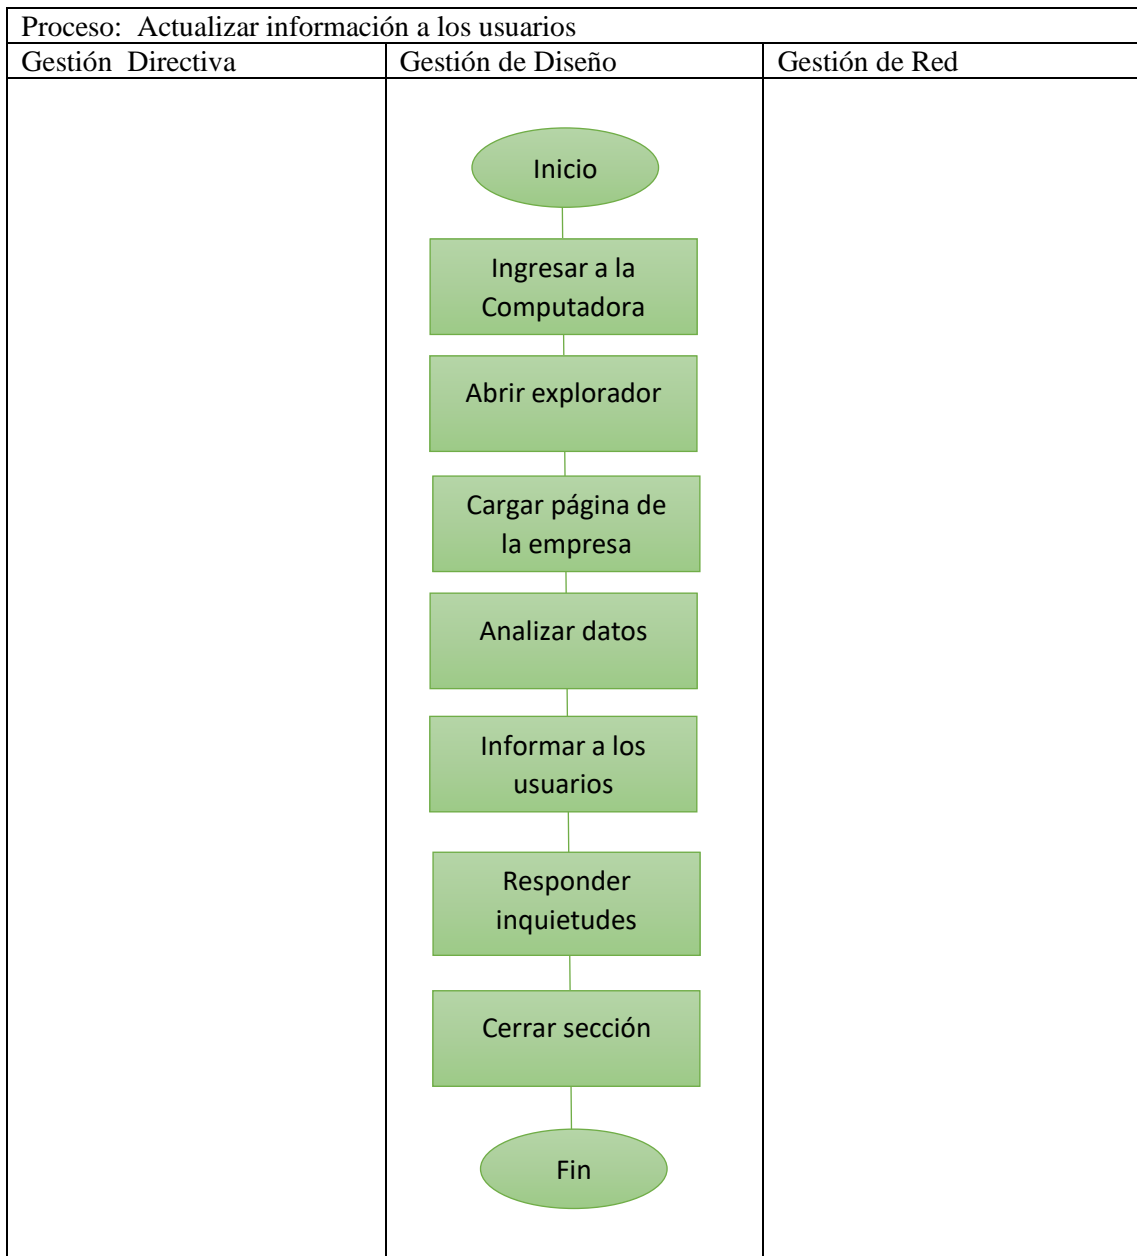 Proceso:  Actualizar información a los usuarios
Gestión  Directiva
Gestión de Diseño
Gestión de Red
Inicio
Ingresar a la
Computadora
Abrir explorador
Cargar página de
la empresa
Analizar datos
Informar a los
usuarios
Responder
inquietudes
Cerrar sección
Fin